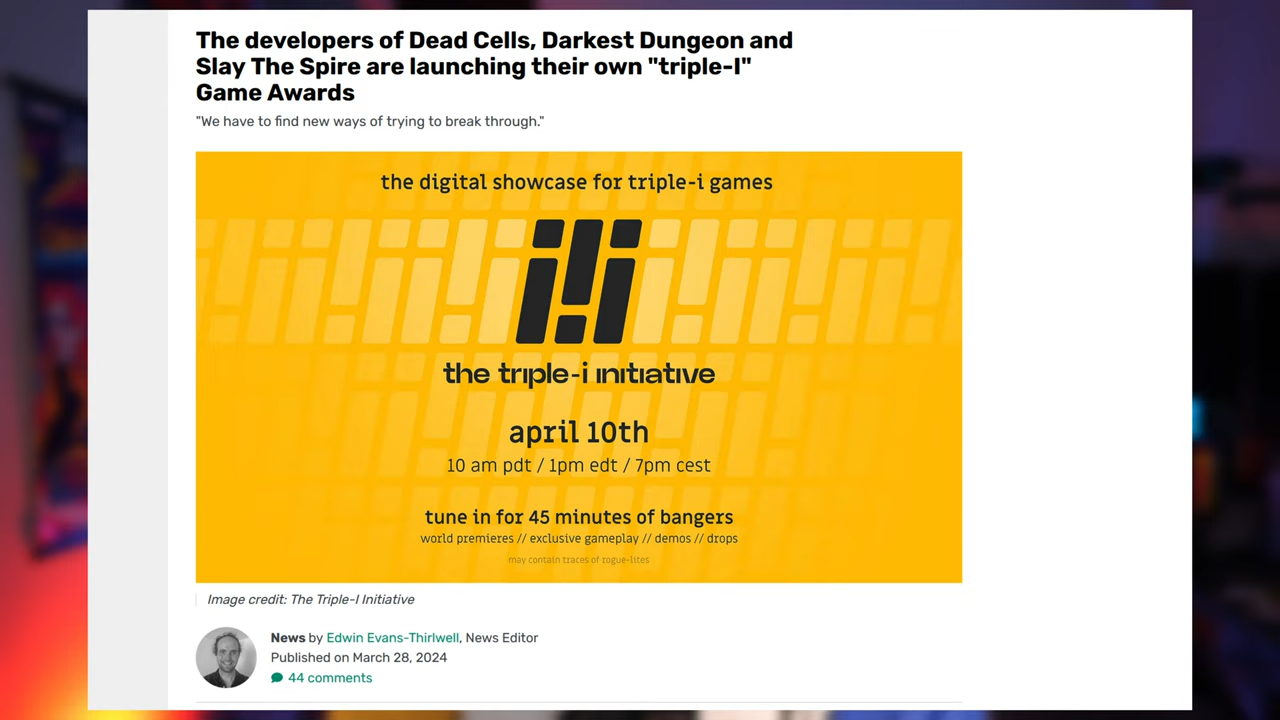 The developers of Dead Cells, Darkest Dungeon and
Slay The Spire are launching their own "triple-I"
Game Awards
"We have to find new ways of trying to break through."
the digital showcase for triple-i games
the triple-i initiative
april 10th
10 am pdt / 1pm edt / 7pm cest
tune in for 45 minutes of bangers
world premieres // exclusive gameplay // demos // drops
may contain traces of rogue-lites
Image credit: The Triple-I Initiative
News by Edwin Evans-Thirlwell, News Editor
Published on March 28, 2024
44 comments